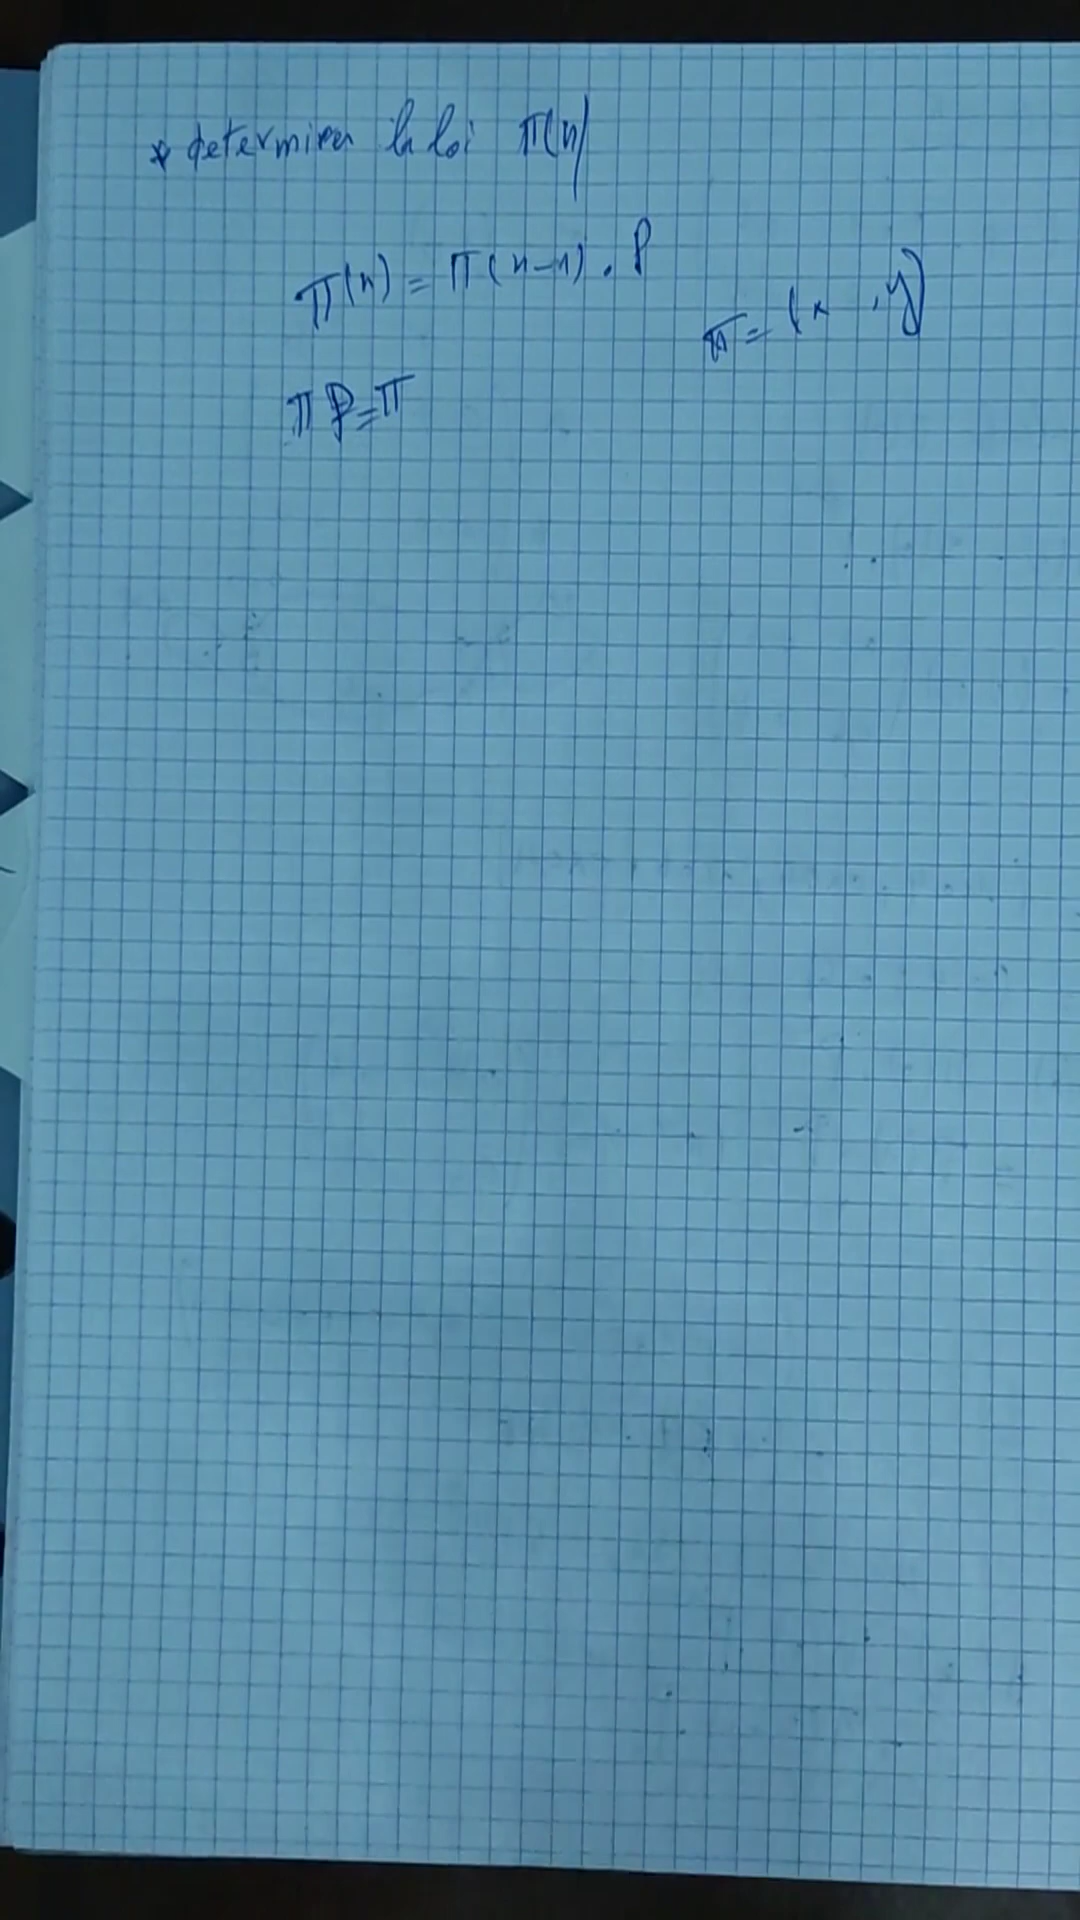 * determiner la loi π(n)
π(n) = π(n-1) . P
π = (x , y)
π P = π